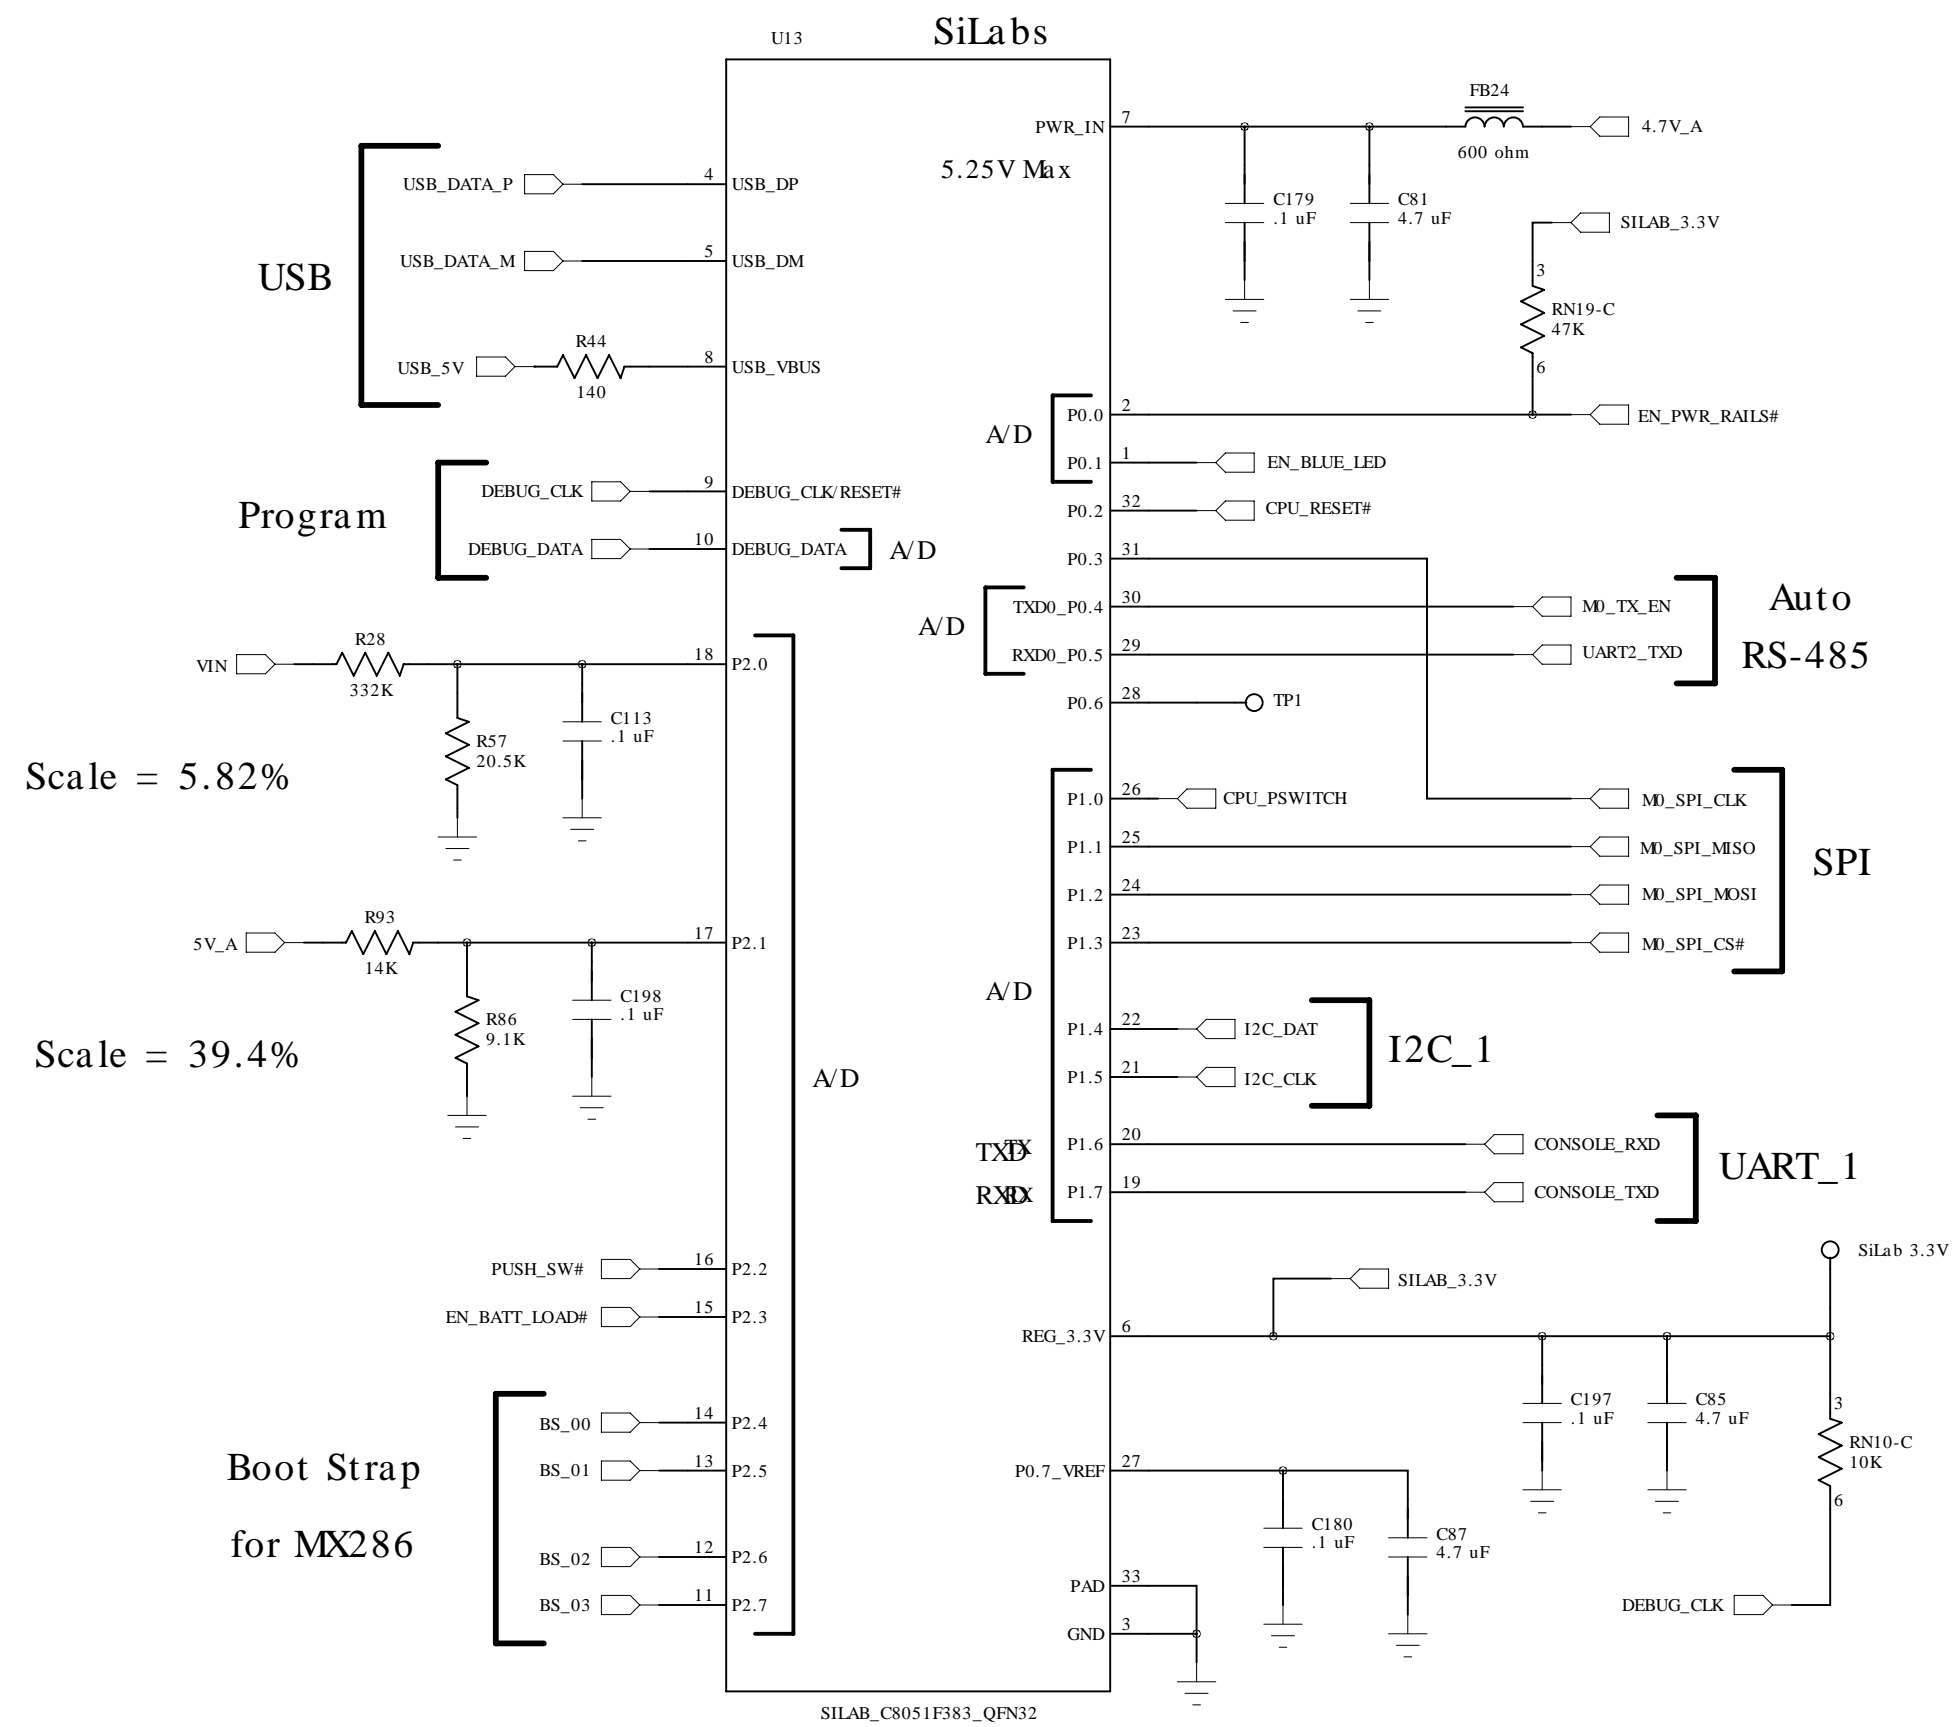 SiLabs
U13
FB24
PWR_IN
7
4.7V_A
600 ohm
5.25V Max
USB_DATA_P
4
USB_DP
C179
.1 uF
C81
4.7 uF
SILAB_3.3V
USB
USB_DATA_M
5
USB_DM
3
RN19-C
47K
6
USB_5V
R44
140
8
USB_VBUS
A/D
P0.0
2
EN_PWR_RAILS#
P0.1
1
EN_BLUE_LED
Program
DEBUG_CLK
9
DEBUG_CLK/RESET#
P0.2
32
CPU_RESET#
DEBUG_DATA
10
DEBUG_DATA
A/D
P0.3
31
A/D
TXD0_P0.4
30
M0_TX_EN
RXD0_P0.5
29
UART2_TXD
Auto
RS-485
VIN
R28
332K
18
P2.0
P0.6
28
TP1
R57
20.5K
C113
.1 uF
Scale = 5.82%
P1.0
26
CPU_PSWITCH
M0_SPI_CLK
P1.1
25
M0_SPI_MISO
SPI
P1.2
24
M0_SPI_MOSI
P1.3
23
M0_SPI_CS#
5V_A
R93
14K
17
P2.1
R86
9.1K
C198
.1 uF
Scale = 39.4%
A/D
A/D
P1.4
22
I2C_DAT
P1.5
21
I2C_CLK
I2C_1
TXD
TX
P1.6
20
CONSOLE_RXD
RXD
RX
P1.7
19
CONSOLE_TXD
UART_1
SiLab 3.3V
PUSH_SW#
16
P2.2
SILAB_3.3V
EN_BATT_LOAD#
15
P2.3
REG_3.3V
6
C197
.1 uF
C85
4.7 uF
3
RN10-C
10K
6
Boot Strap
for MX286
BS_00
14
P2.4
BS_01
13
P2.5
P0.7_VREF
27
C180
.1 uF
C87
4.7 uF
BS_02
12
P2.6
BS_03
11
P2.7
PAD
33
GND
3
DEBUG_CLK
SILAB_C8051F383_QFN32